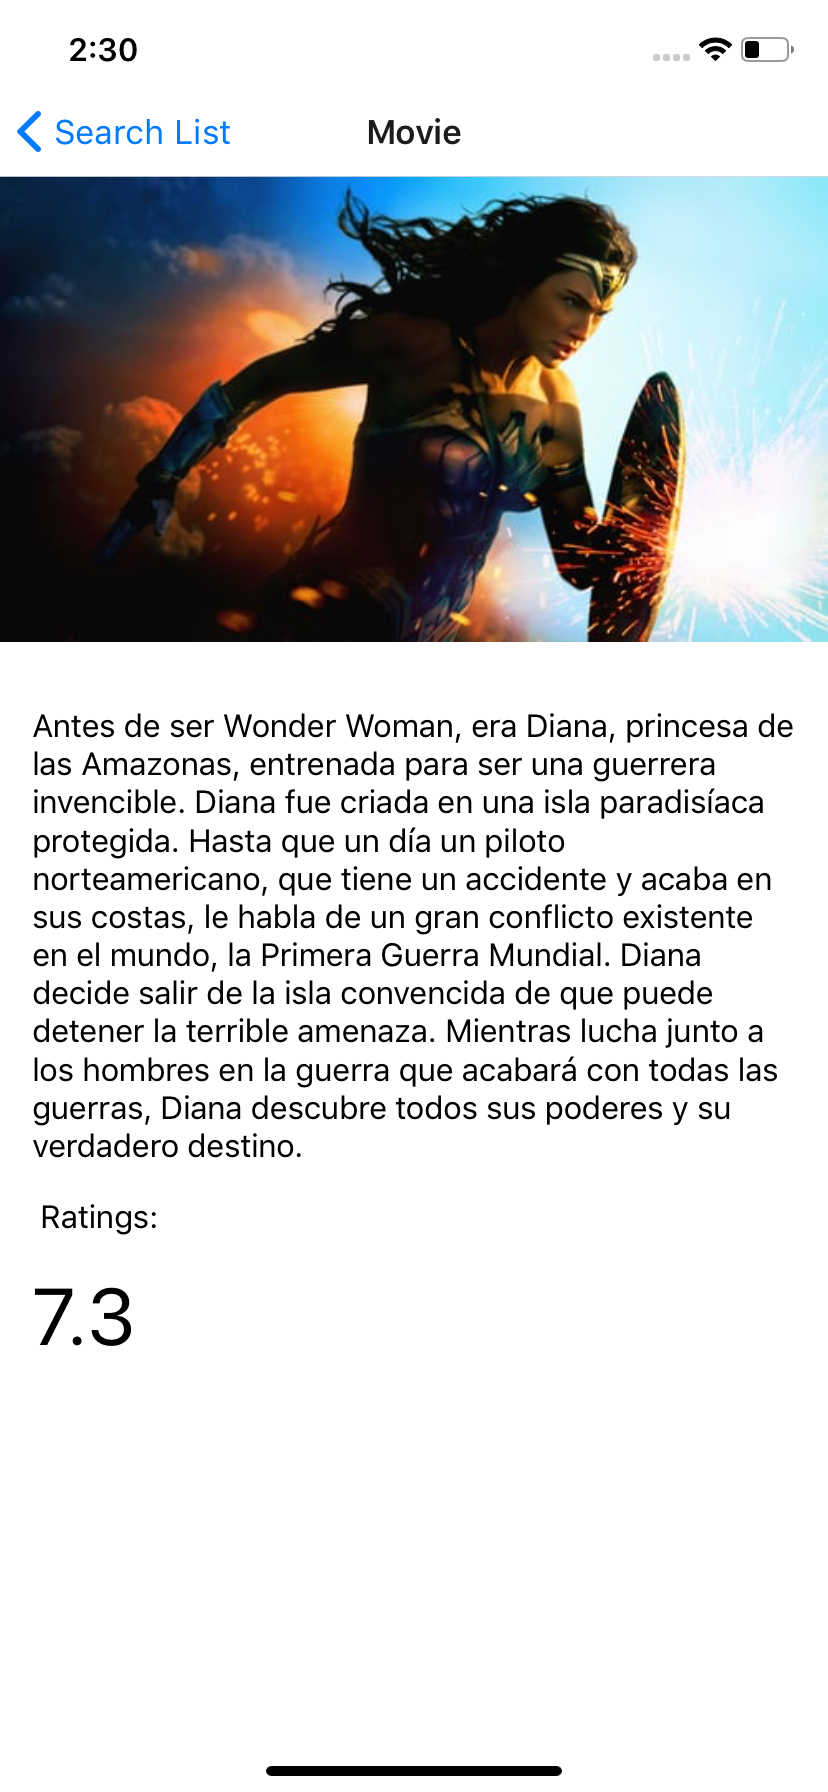 2:30
Search List
Movie
Antes de ser Wonder Woman, era Diana, princesa de
las Amazonas, entrenada para ser una guerrera
invencible. Diana fue criada en una isla paradisíaca
protegida. Hasta que un día un piloto
norteamericano, que tiene un accidente y acaba en
sus costas, le habla de un gran conflicto existente
en el mundo, la Primera Guerra Mundial. Diana
decide salir de la isla convencida de que puede
detener la terrible amenaza. Mientras lucha junto a
los hombres en la guerra que acabará con todas las
guerras, Diana descubre todos sus poderes y su
verdadero destino.
Ratings:
7.3